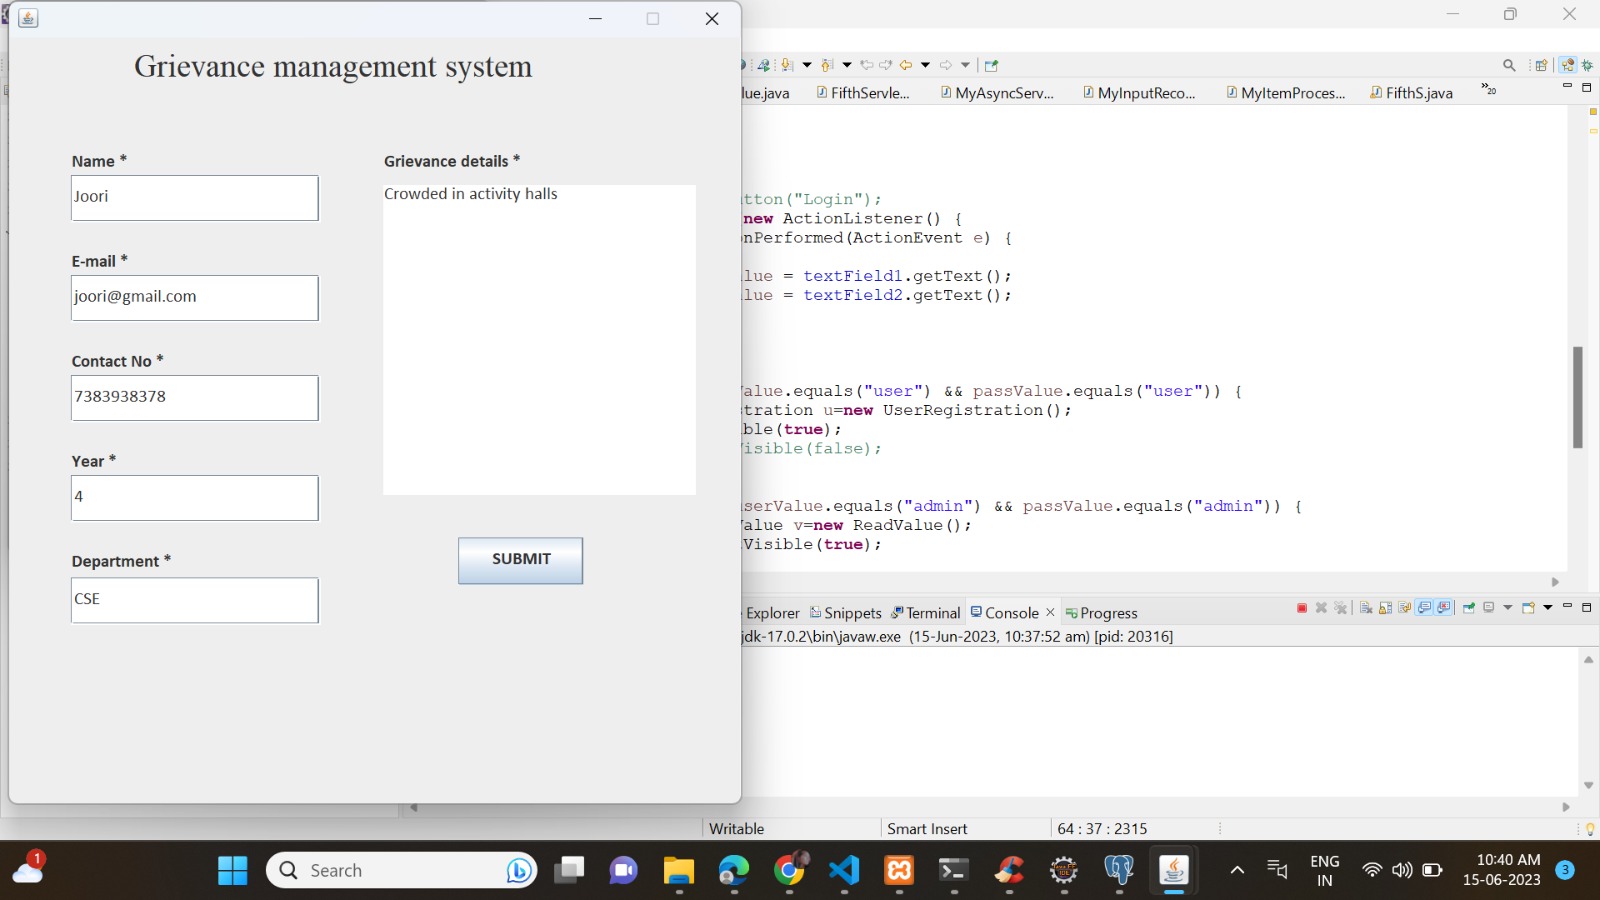 Grievance management system
Name *
Joori
E-mail *
joori@gmail.com
Contact No *
7383938378
Year *
4
Department *
CSE
Grievance details *
Crowded in activity halls
SUBMIT
lue.java
FifthServle...
MyAsyncServ...
MyInputReco...
MyItemProces...
FifthS.java
»20
tton("Login");
new ActionListener() {
nPerformed(ActionEvent e) {
lue = textField1.getText();
lue = textField2.getText();
alue.equals("user") && passValue.equals("user")) {
stration u=new UserRegistration();
ble(true);
Visible(false);
serValue.equals("admin") && passValue.equals("admin")) {
alue v=new ReadValue();
Visible(true);
Explorer
Snippets
Terminal
Console
Progress
jdk-17.0.2\bin\javaw.exe (15-Jun-2023, 10:37:52 am) [pid: 20316]
Writable
Smart Insert
64 : 37 : 2315
1
Search
ENG
IN
10:40 AM
15-06-2023
3